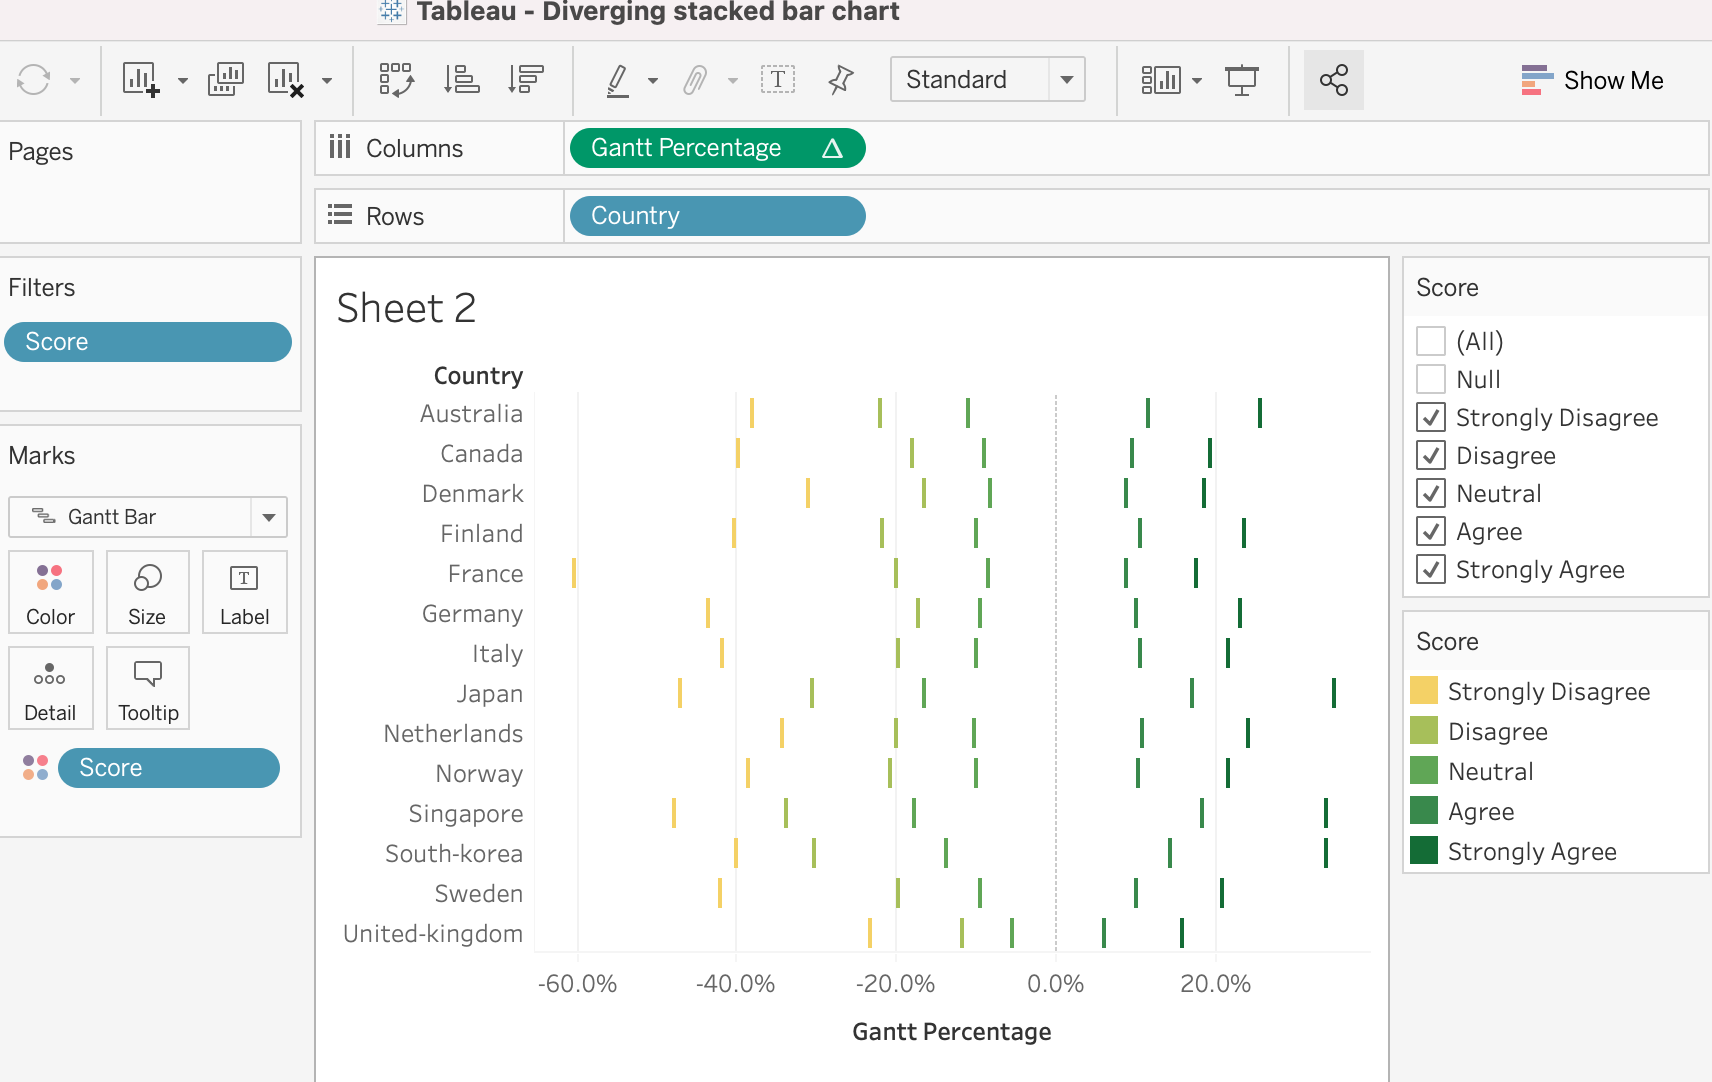 Tableau - Diverging stacked bar chart
Standard
Show Me
Pages
Columns
Gantt Percentage Δ
Rows
Country
Filters
Score
Marks
Gantt Bar
Color
Size
T
Label
Detail
Tooltip
Score
Sheet 2
Country
Australia
Canada
Denmark
Finland
France
Germany
Italy
Japan
Netherlands
Norway
Singapore
South-korea
Sweden
United-kingdom
-60.0% -40.0% -20.0% 0.0% 20.0%
Gantt Percentage
Score
(All)
Null
Strongly Disagree
Disagree
Neutral
Agree
Strongly Agree
Score
Strongly Disagree
Disagree
Neutral
Agree
Strongly Agree